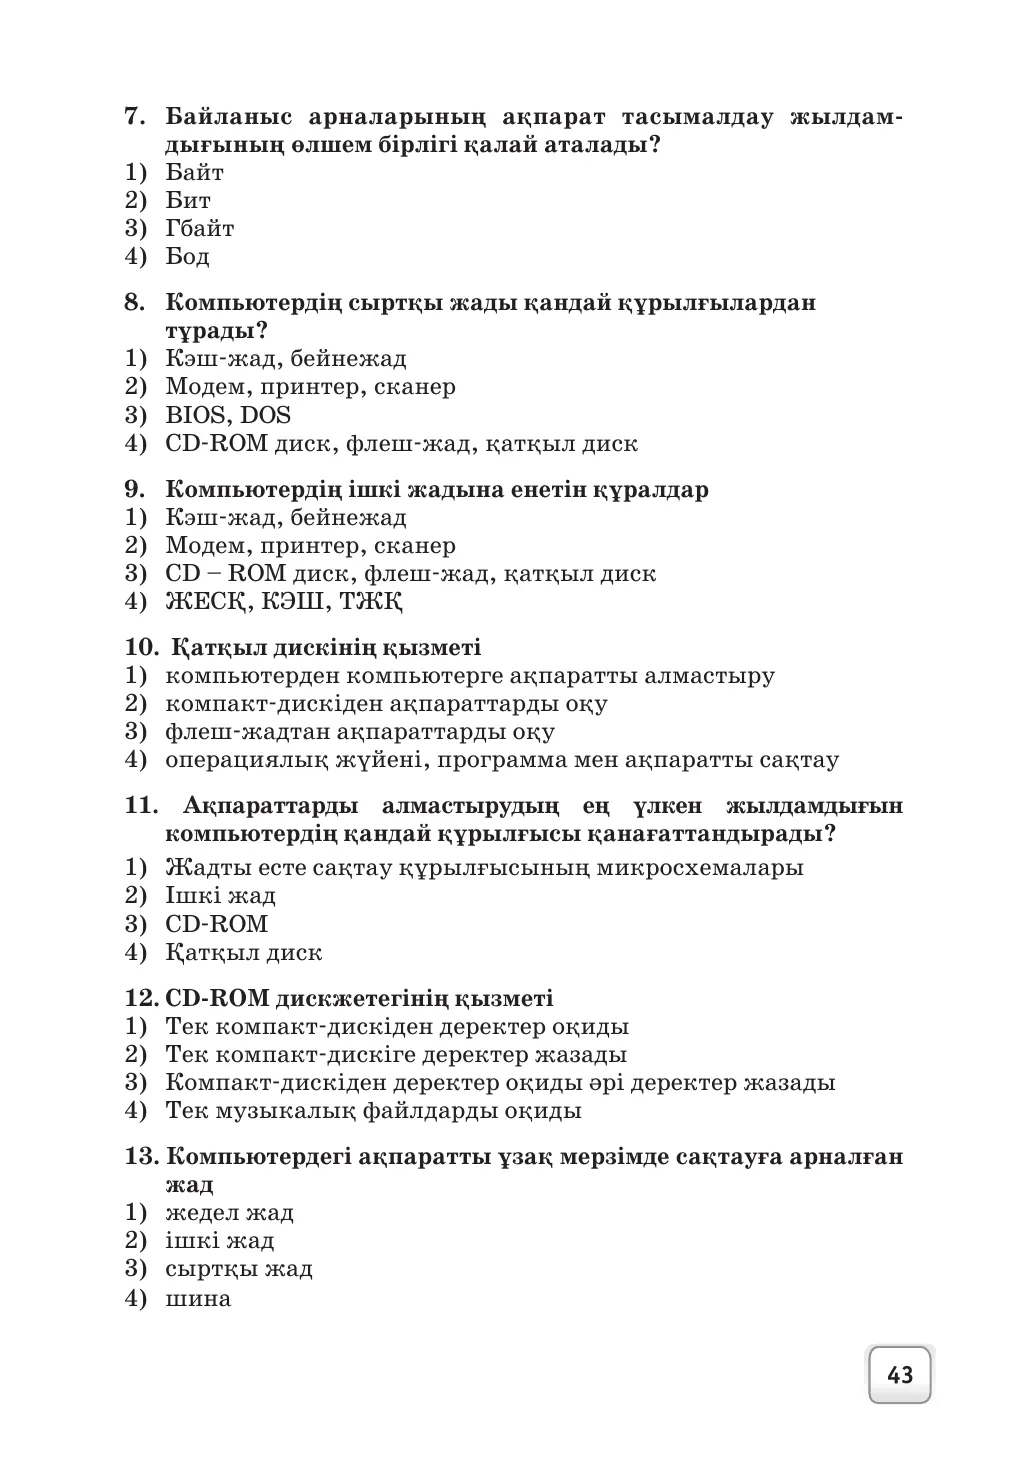 7. Байланыс арналарының ақпарат тасымалдау жылдам-
дығының өлшем бірлігі қалай аталады?
1) Байт
2) Бит
3) Гбайт
4) Бод
8. Компьютердің сыртқы жады қандай құрылғылардан
тұрады?
1) Кэш-жад, бейнежад
2) Модем, принтер, сканер
3) BIOS, DOS
4) CD-ROM диск, флеш-жад, қатқыл диск
9. Компьютердің ішкі жадына енетін құралдар
1) Кэш-жад, бейнежад
2) Модем, принтер, сканер
3) CD – ROM диск, флеш-жад, қатқыл диск
4) ЖЕСҚ, КЭШ, ТЖҚ
10. Қатқыл дискінің қызметі
1) компьютерден компьютерге ақпаратты алмастыру
2) компакт-дискіден ақпараттарды оқу
3) флеш-жадтан ақпараттарды оқу
4) операциялық жүйені, программа мен ақпаратты сақтау
11. Ақпараттарды алмастырудың ең үлкен жылдамдығын
компьютердің қандай құрылғысы қанағаттандырады?
1) Жадты есте сақтау құрылғысының микросхемалары
2) Ішкі жад
3) CD-ROM
4) Қатқыл диск
12. CD-ROM дискжетегінің қызметі
1) Тек компакт-дискіден деректер оқиды
2) Тек компакт-дискіге деректер жазады
3) Компакт-дискіден деректер оқиды әрі деректер жазады
4) Тек музыкалық файлдарды оқиды
13. Компьютердегі ақпаратты ұзақ мерзімде сақтауға арналған
жад
1) жедел жад
2) ішкі жад
3) сыртқы жад
4) шина
43